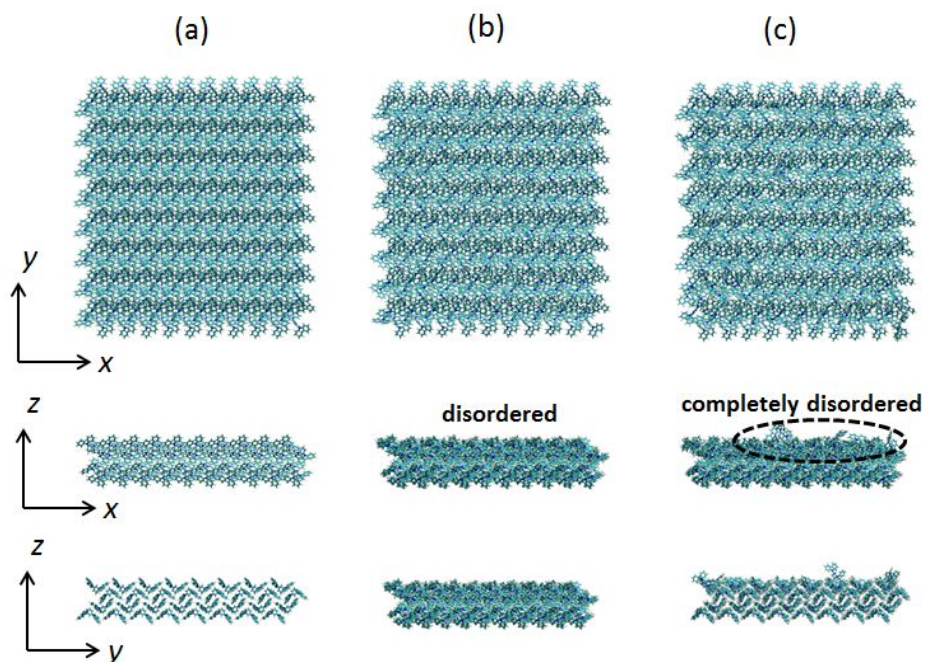 (a) (b) (c)
y
x
z
disordered
completely disordered
x
z
y